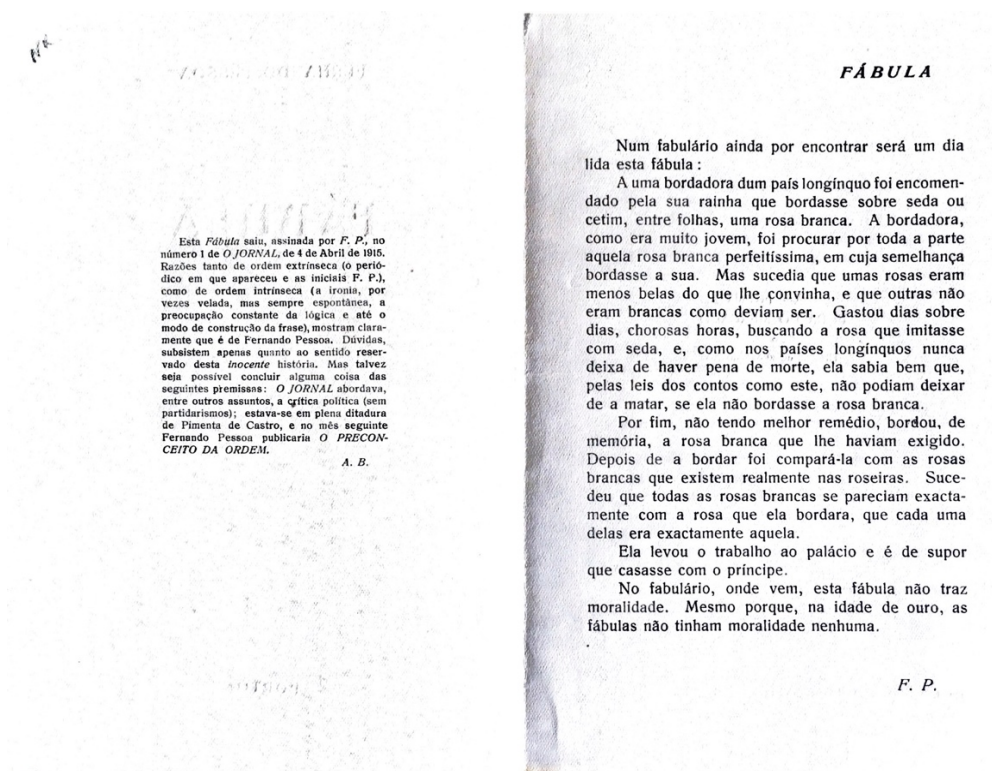 Esta Fábula saiu, assinada por F. P., no
número 1 de O JORNAL, de 4 de Abril de 1915.
Razões tanto de ordem extrínseca (o perió-
dico em que apareceu e as iniciais F. P.),
como de ordem intrínseca (a ironia, por
vezes velada, mas sempre espontânea, a
preocupação constante da lógica e até o
modo de construção da frase), mostram clara-
mente que é de Fernando Pessoa. Dúvidas,
subsistem apenas quanto ao sentido reser-
vado desta inocente história. Mas talvez
seja possível concluir alguma coisa das
seguintes premissas: O JORNAL abordava,
entre outros assuntos, a crítica política (sem
partidarismos); estava-se em plena ditadura
de Pimenta de Castro, e no mês seguinte
Fernando Pessoa publicaria O PRECON-
CEITO DA ORDEM.
A. B.
FÁBULA
Num fabulário ainda por encontrar será um dia
lida esta fábula :
A uma bordadora dum país longínquo foi encomen-
dado pela sua rainha que bordasse sobre seda ou
cetim, entre folhas, uma rosa branca. A bordadora,
como era muito jovem, foi procurar por toda a parte
aquela rosa branca perfeitíssima, em cuja semelhança
bordasse a sua. Mas sucedia que umas rosas eram
menos belas do que lhe convinha, e que outras não
eram brancas como deviam ser. Gastou dias sobre
dias, chorosas horas, buscando a rosa que imitasse
com seda, e, como nos países longínquos nunca
deixa de haver pena de morte, ela sabia bem que,
pelas leis dos contos como este, não podiam deixar
de a matar, se ela não bordasse a rosa branca.
Por fim, não tendo melhor remédio, bordou, de
memória, a rosa branca que lhe haviam exigido.
Depois de a bordar foi compará-la com as rosas
brancas que existem realmente nas roseiras. Suce-
deu que todas as rosas brancas se pareciam exacta-
mente com a rosa que ela bordara, que cada uma
delas era exactamente aquela.
Ela levou o trabalho ao palácio e é de supor
que casasse com o príncipe.
No fabulário, onde vem, esta fábula não traz
moralidade. Mesmo porque, na idade de ouro, as
fábulas não tinham moralidade nenhuma.
F. P.